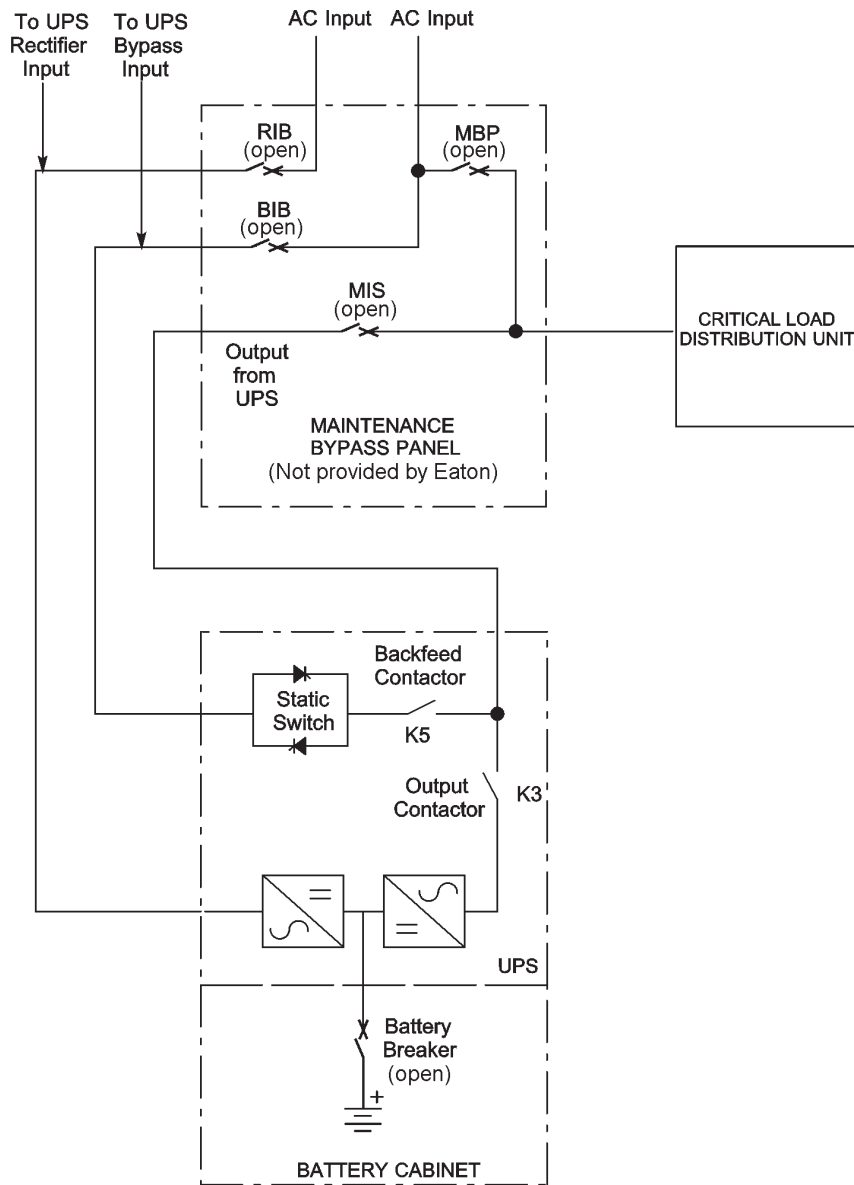 To UPS
Rectifier
Input
To UPS
Bypass
Input
AC Input
AC Input
RIB
(open)
MBP
(open)
BIB
(open)
MIS
(open)
Output
from
UPS
CRITICAL LOAD
DISTRIBUTION UNIT
MAINTENANCE
BYPASS PANEL
(Not provided by Eaton)
Backfeed
Contactor
Static
Switch
K5
Output
Contactor
K3
UPS
Battery
Breaker
(open)
+
BATTERY CABINET